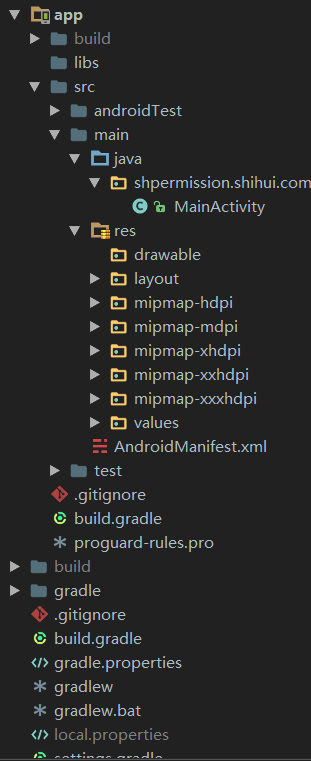 app
build
libs
src
androidTest
main
java
shpermission.shihui.com
MainActivity
res
drawable
layout
mipmap-hdpi
mipmap-mdpi
mipmap-xhdpi
mipmap-xxhdpi
mipmap-xxxhdpi
values
AndroidManifest.xml
test
.gitignore
build.gradle
proguard-rules.pro
build
gradle
.gitignore
build.gradle
gradle.properties
gradlew
gradlew.bat
local.properties
settings.gradle